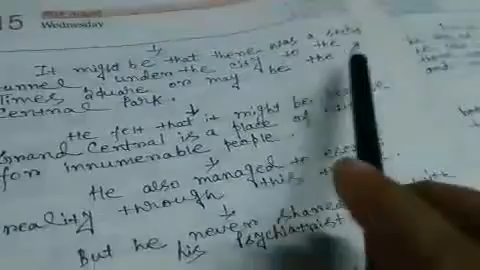 15
Wednesday
It might be that there was a secret
unnel under the city to the
Times Square or may be the
Central Park.
He felt that it might be
Grand Central is a place of
for innumerable people.
He also managed to
reality through this
But he never shared
his Psychiatrist